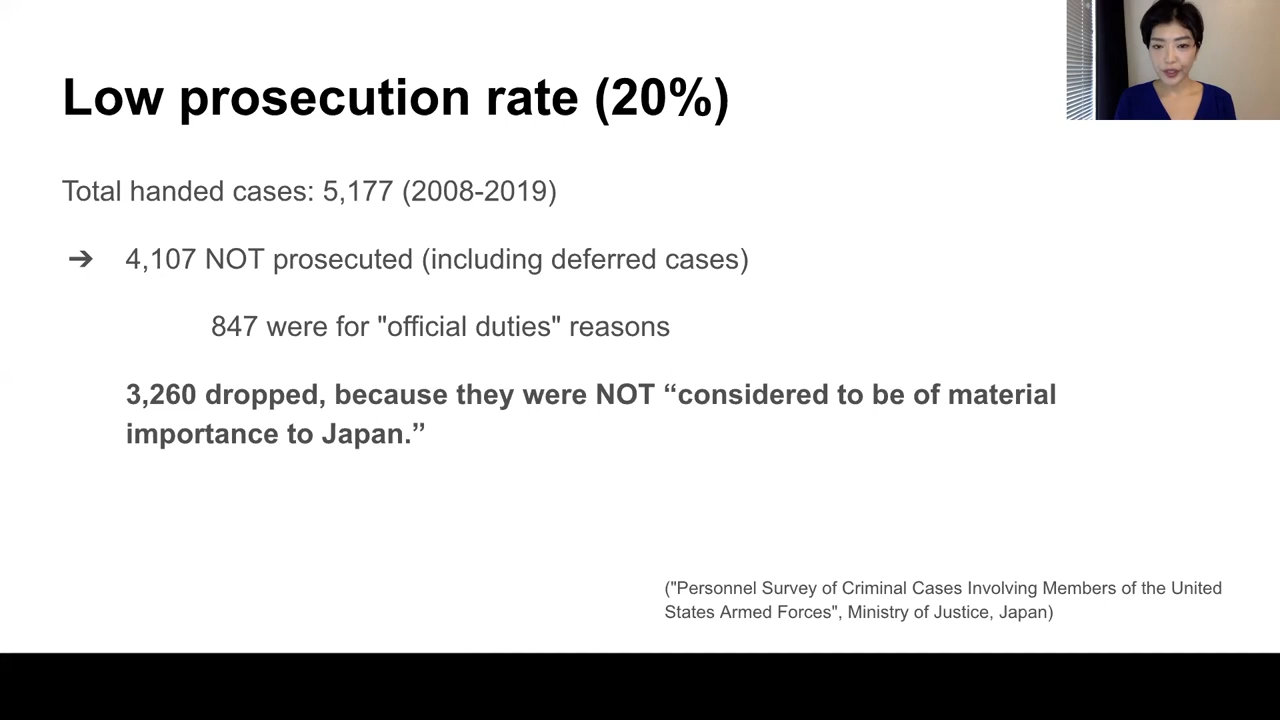 Low prosecution rate (20%)
Total handed cases: 5,177 (2008-2019)
➔ 4,107 NOT prosecuted (including deferred cases)
847 were for "official duties" reasons
3,260 dropped, because they were NOT “considered to be of material
importance to Japan.”
("Personnel Survey of Criminal Cases Involving Members of the United
States Armed Forces", Ministry of Justice, Japan)